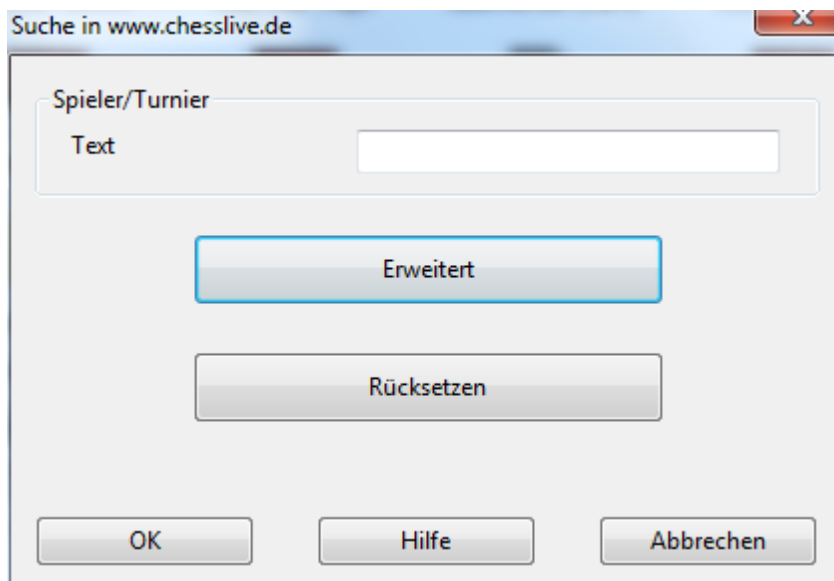 Suche in www.chesslive.de
Spieler/Turnier
Text
Erweitert
Rücksetzen
OK
Hilfe
Abbrechen